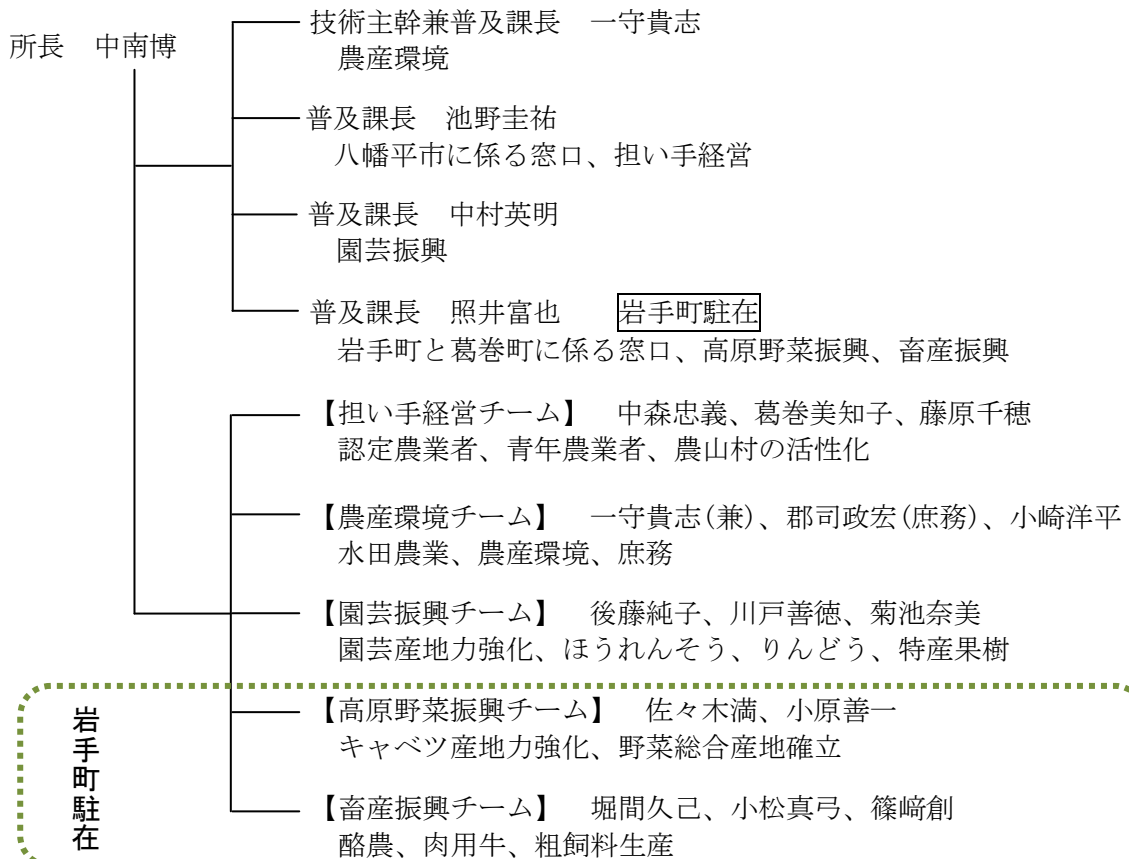 所長　中南博
技術主幹兼普及課長　一守貴志
農産環境
普及課長　池野圭祐
八幡平市に係る窓口、担い手経営
普及課長　中村英明
園芸振興
普及課長　照井富也　　岩手町駐在
岩手町と葛巻町に係る窓口、高原野菜振興、畜産振興
【担い手経営チーム】　中森忠義、葛巻美知子、藤原千穂
認定農業者、青年農業者、農山村の活性化
【農産環境チーム】　一守貴志(兼)、郡司政宏(庶務)、小崎洋平
水田農業、農産環境、庶務
【園芸振興チーム】　後藤純子、川戸善徳、菊池奈美
園芸産地力強化、ほうれんそう、りんどう、特産果樹
岩手町駐在
【高原野菜振興チーム】　佐々木満、小原善一
キャベツ産地力強化、野菜総合産地確立
【畜産振興チーム】　堀間久己、小松真弓、篠﨑創
酪農、肉用牛、粗飼料生産